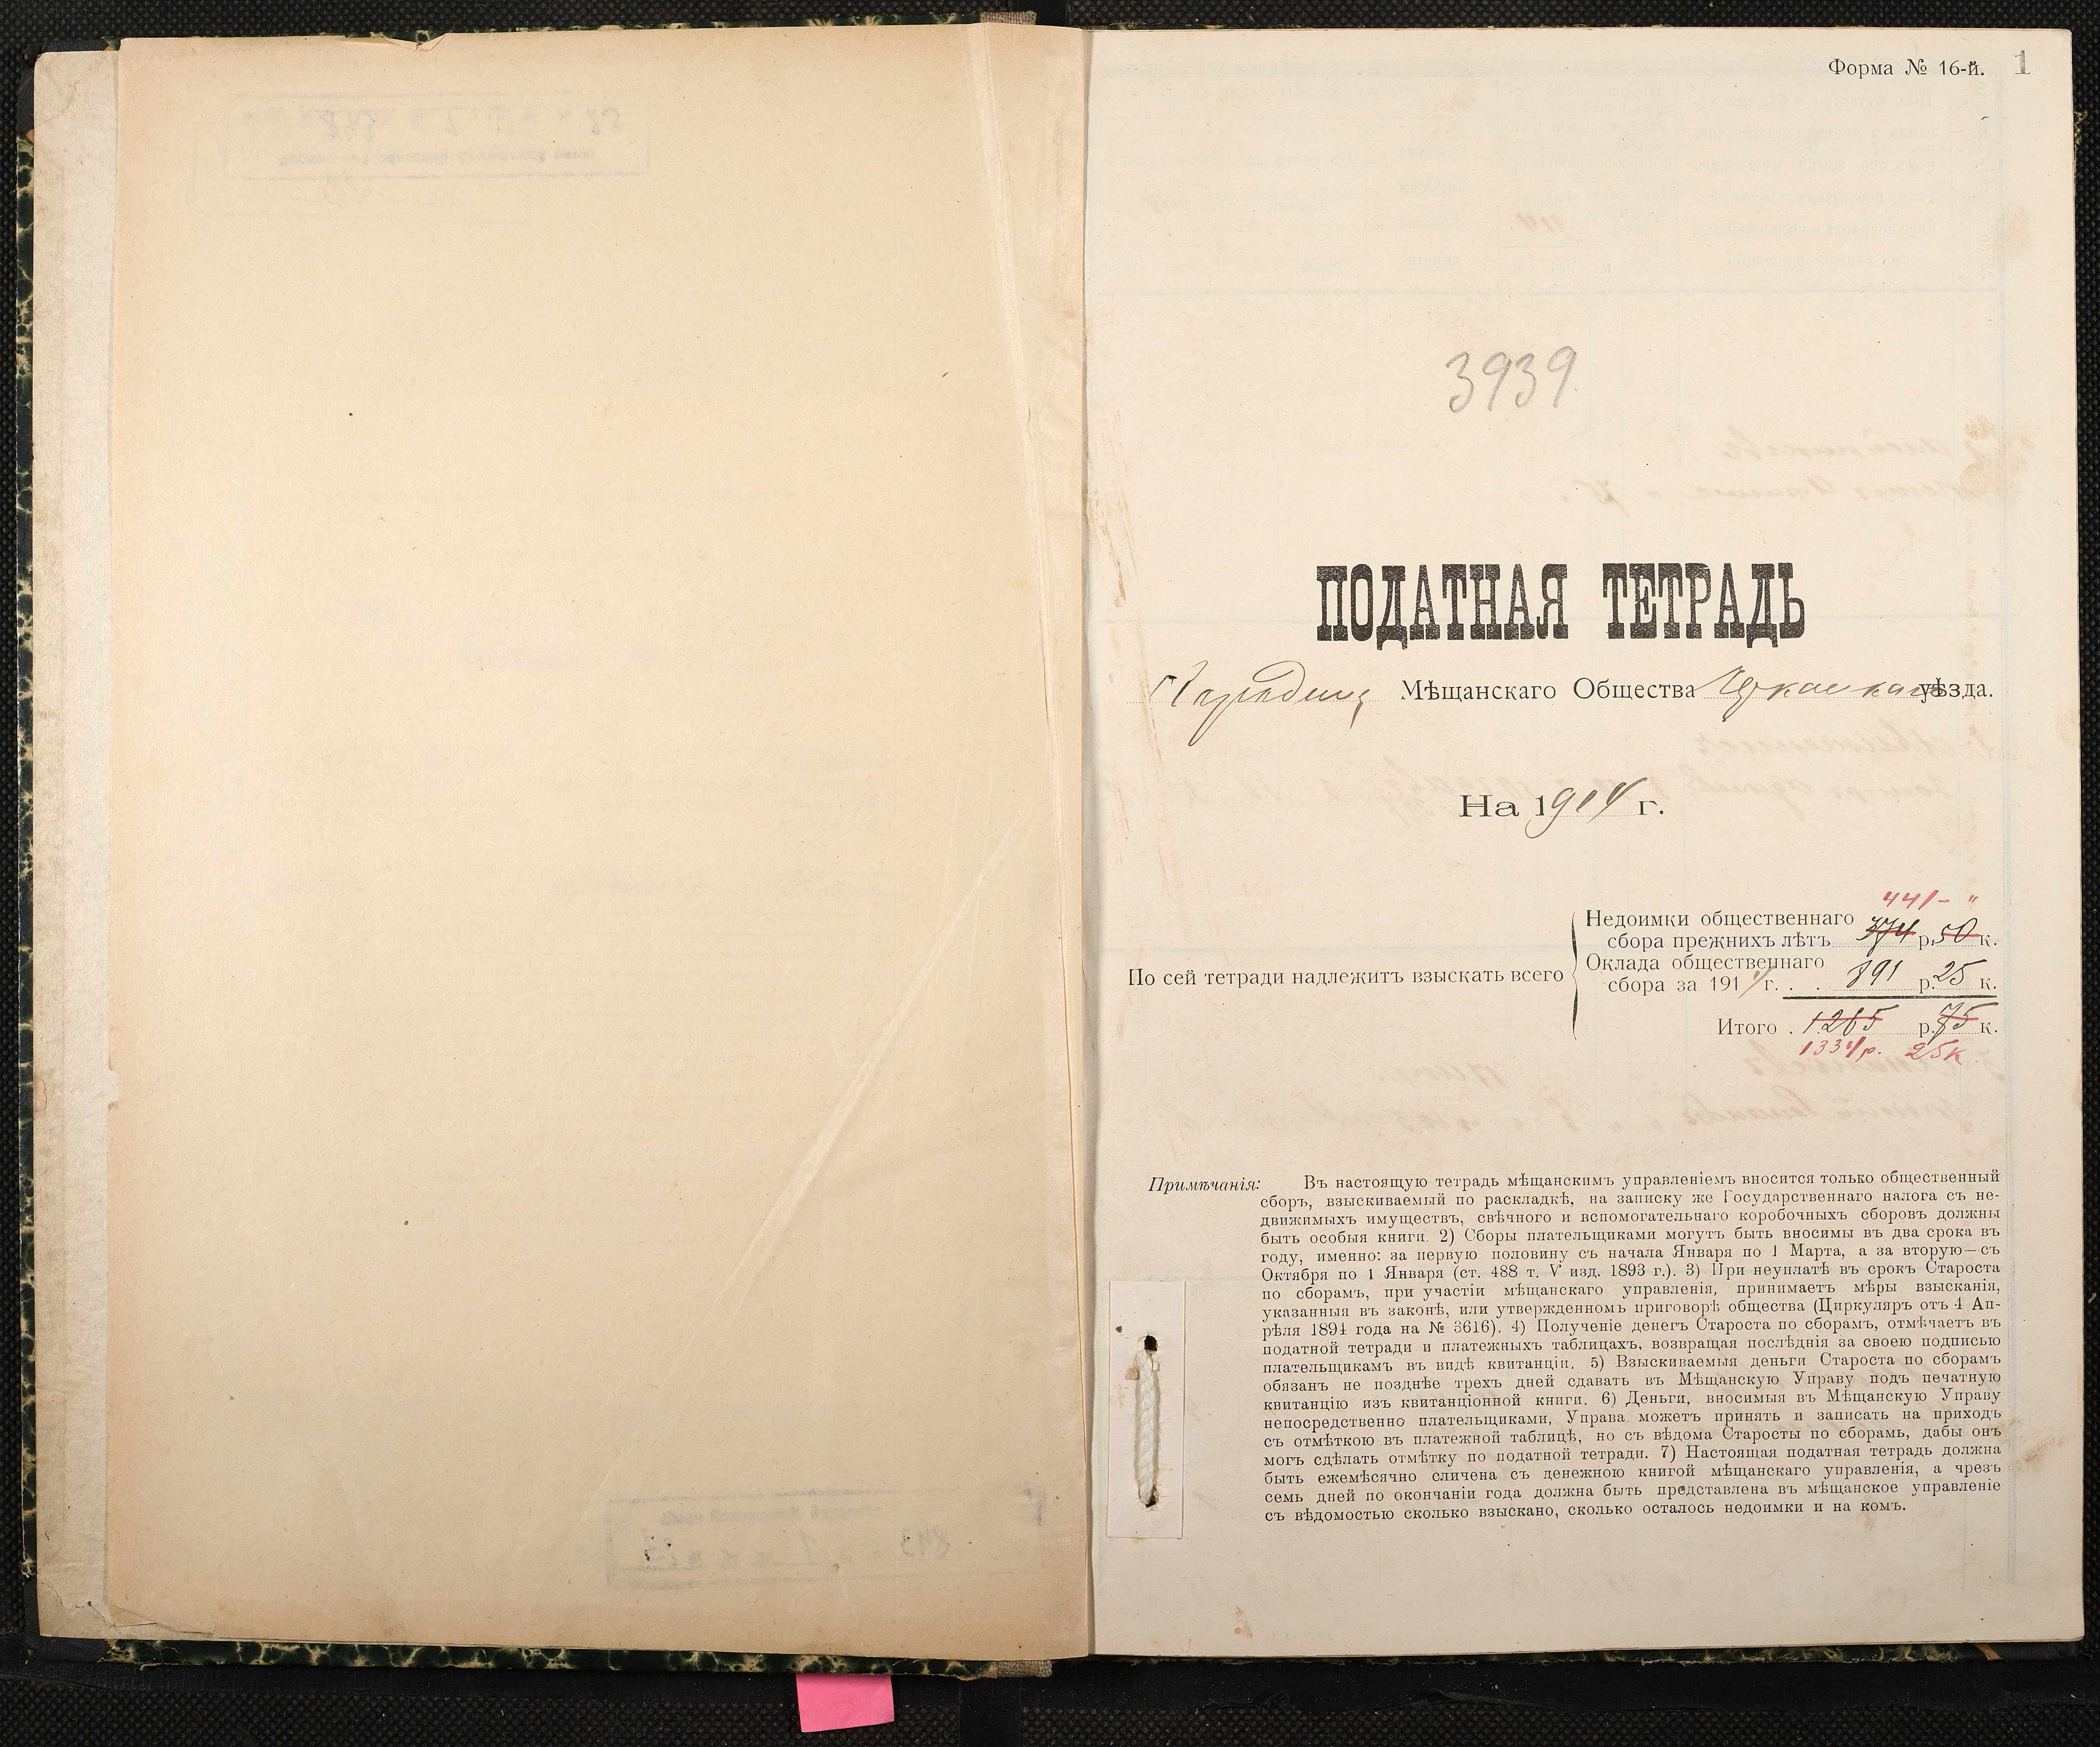 Форма № 16-й. 1
3939
ПОДАТНАЯ ТЕТРАДЬ
Мѣщанскаго Общества уѣзда.
На 1914 г.
441 - "
Недоимки общественнаго
сбора прежнихъ лѣтъ 374 р. 50 к.
Оклада общественнаго
По сей тетради надлежитъ взыскать всего
сбора за 1914 г. . . 891 р. 25 к.
Итого . 1265 р. 75 к.
1334 р. 25 к
Примѣчанія: Въ настоящую тетрадь мѣщанскимъ управленіемъ вносится только общественный
сборъ, взыскиваемый по раскладкѣ, на записку же Государственнаго налога съ не-
движимыхъ имуществъ, свѣчного и вспомогательнаго коробочныхъ сборовъ должны
быть особыя книги. 2) Сборы плательщиками могутъ быть вносимы въ два срока въ
году, именно: за первую половину съ начала Января по 1 Марта, а за вторую—съ
Октября по 1 Января (ст. 488 т. V изд. 1893 г.). 3) При неуплатѣ въ срокъ Староста
по сборамъ, при участіи мѣщанскаго управленія, принимаетъ мѣры взысканія,
указанныя въ законѣ, или утвержденномъ приговорѣ общества (Циркуляръ отъ 4 Ап-
рѣля 1894 года на № 3616). 4) Полученіе денегъ Староста по сборамъ, отмѣчаетъ въ
податной тетради и платежныхъ таблицахъ, возвращая послѣднія за своею подписью
плательщикамъ въ видѣ квитанціи. 5) Взыскиваемыя деньги Староста по сборамъ
обязанъ не позднѣе трехъ дней сдавать въ Мѣщанскую Управу подъ печатную
квитанцію изъ квитанціонной книги. 6) Деньги, вносимыя въ Мѣщанскую Управу
непосредственно плательщиками, Управа можетъ принять и записать на приходъ
съ отмѣткою въ платежной таблицѣ, но съ вѣдома Старосты по сборамъ, дабы онъ
могъ сдѣлать отмѣтку по податной тетради. 7) Настоящая податная тетрадь должна
быть ежемѣсячно сличена съ денежною книгой мѣщанскаго управленія, а чрезъ
семь дней по окончаніи года должна быть представлена въ мѣщанское управленіе
съ вѣдомостью сколько взыскано, сколько осталось недоимки и на комъ.